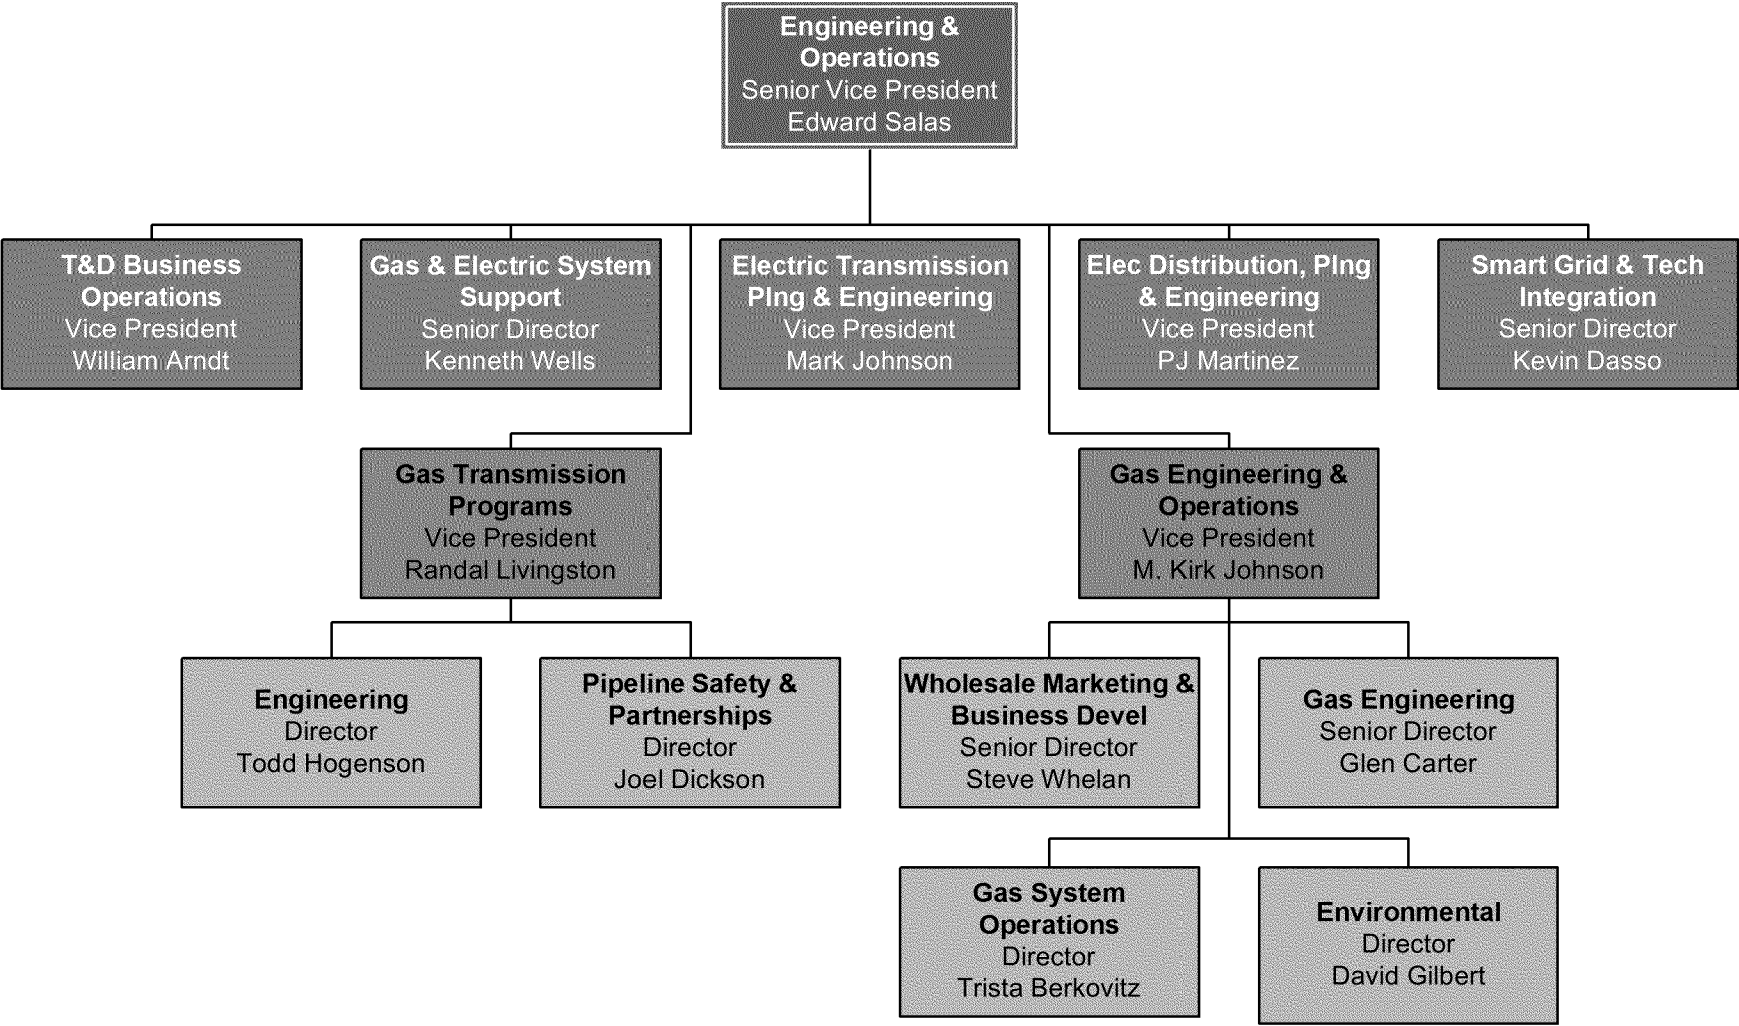 Engineering &
Operations
Senior Vice President
Edward Salas
T&D Business
Operations
Vice President
William Arndt
Gas & Electric System
Support
Senior Director
Kenneth Wells
Electric Transmission
Plng & Engineering
Vice President
Mark Johnson
Elec Distribution, Plng
& Engineering
Vice President
PJ Martinez
Smart Grid & Tech
Integration
Senior Director
Kevin Dasso
Gas Transmission
Programs
Vice President
Randal Livingston
Gas Engineering &
Operations
Vice President
M. Kirk Johnson
Engineering
Director
Todd Hogenson
Pipeline Safety &
Partnerships
Director
Joel Dickson
Wholesale Marketing &
Business Devel
Senior Director
Steve Whelan
Gas Engineering
Senior Director
Glen Carter
Gas System
Operations
Director
Trista Berkovitz
Environmental
Director
David Gilbert